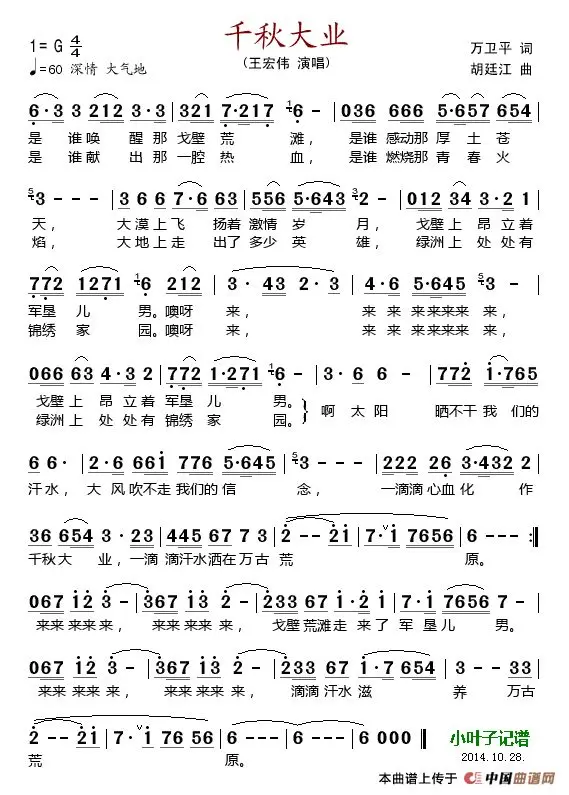 千秋大业
1= G 4/4
(王宏伟 演唱)
万卫平 词
♩=60 深情 大气地
胡廷江 曲
6·3 3 212 3·3 | 321 7·217 1 6 - | 036 666 5·657 654 |
是 谁唤 醒那 戈壁 荒 滩, 是谁 感动那 厚 土 苍
是 谁献 出那 一腔 热 血, 是谁 燃烧那 青 春 火
5 3 - - - | 3 6 6 7·6 63 | 556 5·643 3 2 - | 012 34 3·2 1 |
天, 大漠上飞 扬着 激情 岁 月, 戈壁上 昂 立着
焰, 大地上走 出了 多少 英 雄, 绿洲上 处 处有
772 1271 1 6 212 | 3· 43 2·3 | 4·6 5·645 5 3 - |
军垦 儿 男。噢呀 来, 来 来来来来 来,
锦绣 家 园。噢呀 来, 来 来来来来 来,
066 63 4·3 2 | 772 1·271 1 6 - | 3·6 6 - | 772 1·765 |
戈壁上 昂 立着 军垦 儿 男。 啊 太阳 晒不干 我 们的
绿洲上 处 处有 锦绣 家 园。
6 6· - - | 2·6 661 776 5·645 | 5 3 - - - | 222 26 3·432 2 |
汗水, 大 风吹不走 我们的 信 念, 一滴滴 心血 化 作
36 654 3·23 | 445 67 7 3 | 2 - - 21 | 7·ⱽ1 7656 | 6 - - - :|
千秋大 业,一滴 滴汗水洒在万古 荒 原。
067 12 3 - | 367 13 2 - | 233 67 1·2 1 | 7·1 7656 6 - |
来来 来来 来, 来来 来来 来, 戈壁 荒滩走 来 了 军 垦儿 男。
067 12 3 - | 367 13 2 - | 2233 67 1·7 654 | 3 - - 33 |
来来 来来 来, 来来 来来 来, 滴滴 汗水 滋 养 万古
2 - - 21 | 7 - - ⱽ1 | 7 76 56 | 6 - - - | 6 000 ‖
荒 原。
小叶子记谱
2014.10.28.
本曲谱上传于 中国曲谱网